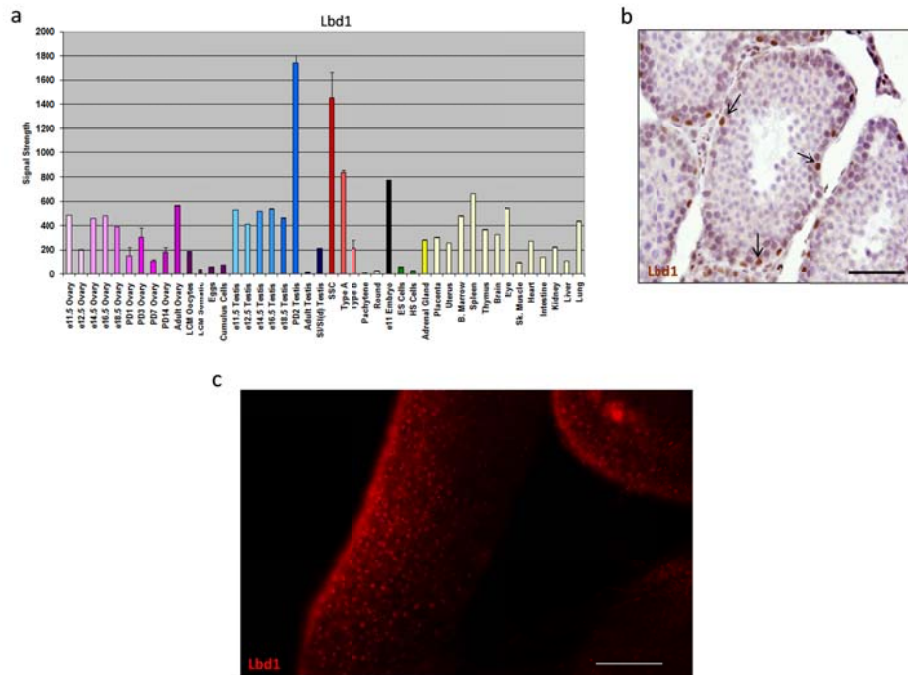 a
Lbd1
Signal Strength
2000
1800
1600
1400
1200
1000
800
600
400
200
0
e11.5 Ovary
e12.5 Ovary
e14.5 Ovary
e16.5 Ovary
e18.5 Ovary
PD1 Ovary
PD3 Ovary
PD7 Ovary
PD14 Ovary
Adult Ovary
LCM Oocytes
LCM Somatic
Eggs
Cumulus Cells
e11.5 Testis
e12.5 Testis
e14.5 Testis
e16.5 Testis
e18.5 Testis
PD2 Testis
Adult Testis
Sl/Sl(d) Testis
SSC
Type A
Type B
Pachytene
Round
e11 Embryo
ES Cells
HS Cells
Adrenal Gland
Placenta
Uterus
B. Marrow
Spleen
Thymus
Brain
Eye
Sk. Muscle
Heart
Intestine
Kidney
Liver
Lung
b
Lbd1
c
Lbd1